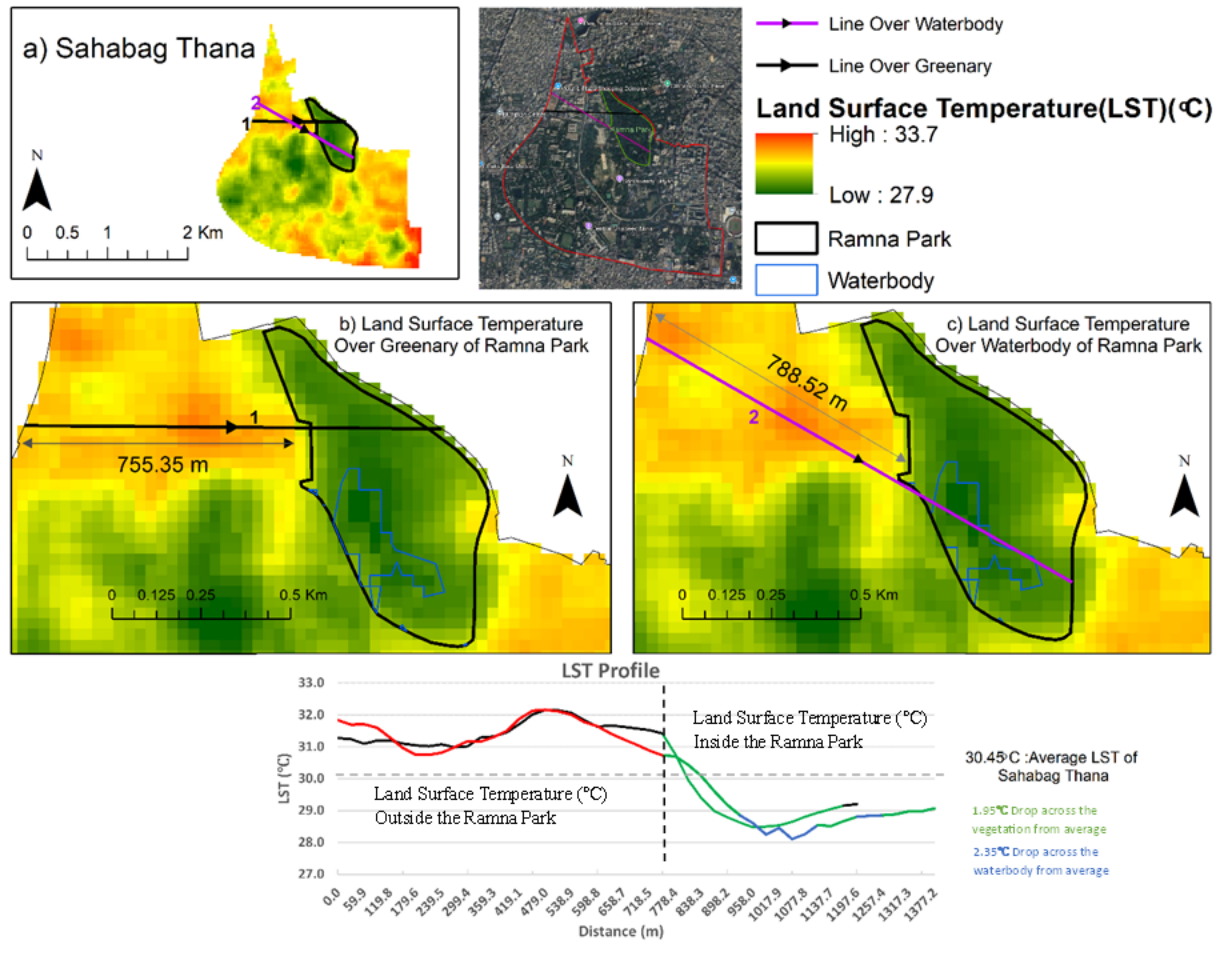 a) Sahabag Thana
2
1
N
0 0.5 1 2 Km
Ramna Park
Line Over Waterbody
Line Over Greenary
Land Surface Temperature(LST)(°C)
High : 33.7
Low : 27.9
Ramna Park
Waterbody
b) Land Surface Temperature
Over Greenary of Ramna Park
1
755.35 m
N
0 0.125 0.25 0.5 Km
c) Land Surface Temperature
Over Waterbody of Ramna Park
788.52 m
2
N
0 0.125 0.25 0.5 Km
LST Profile
33.0
32.0
31.0
30.0
29.0
28.0
27.0
LST (°C)
Land Surface Temperature (°C)
Inside the Ramna Park
Land Surface Temperature (°C)
Outside the Ramna Park
0.0 59.9 119.8 179.6 239.5 299.4 359.3 419.1 479.0 538.9 598.8 658.7 718.5 778.4 838.3 898.2 958.0 1017.9 1077.8 1137.7 1197.6 1257.4 1317.3 1377.2
Distance (m)
30.45°C :Average LST of
Sahabag Thana
1.95°C Drop across the
vegetation from average
2.35°C Drop across the
waterbody from average